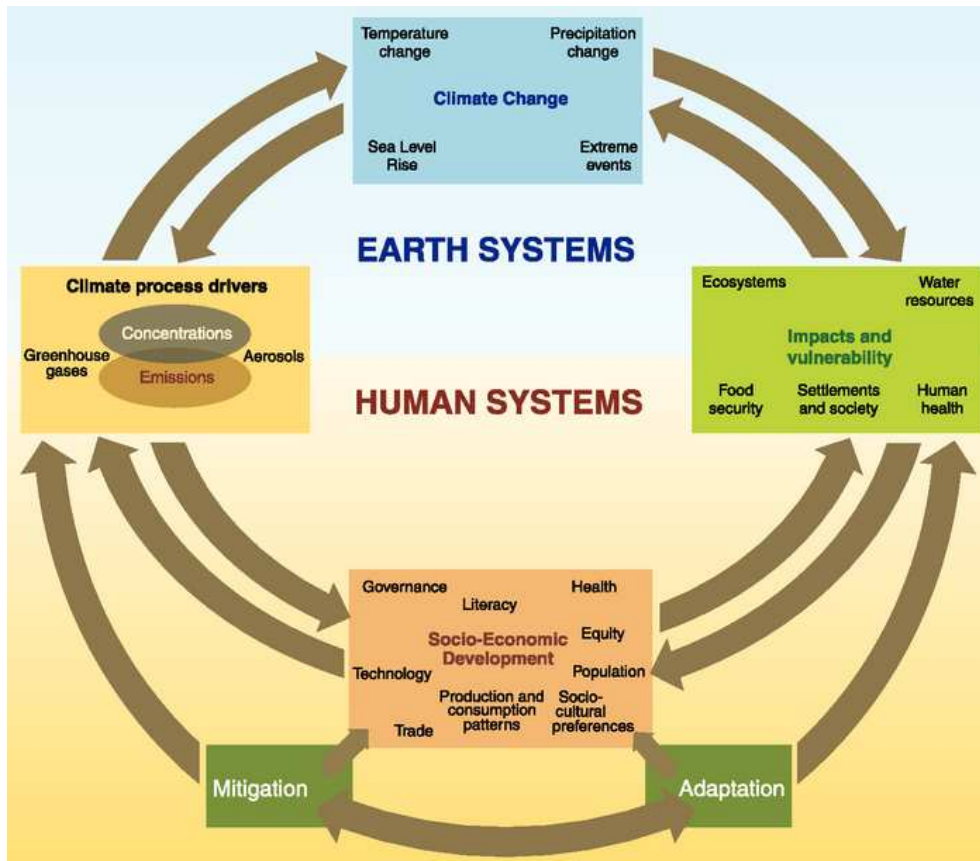 Temperature
change
Precipitation
change
Climate Change
Sea Level
Rise
Extreme
events
EARTH SYSTEMS
Climate process drivers
Concentrations
Greenhouse
gases
Aerosols
Emissions
Ecosystems
Water
resources
Impacts and
vulnerability
Food
security
Settlements
and society
Human
health
HUMAN SYSTEMS
Governance
Literacy
Health
Socio-Economic
Development
Equity
Technology
Population
Production and
consumption
patterns
Socio-
cultural
preferences
Trade
Mitigation
Adaptation